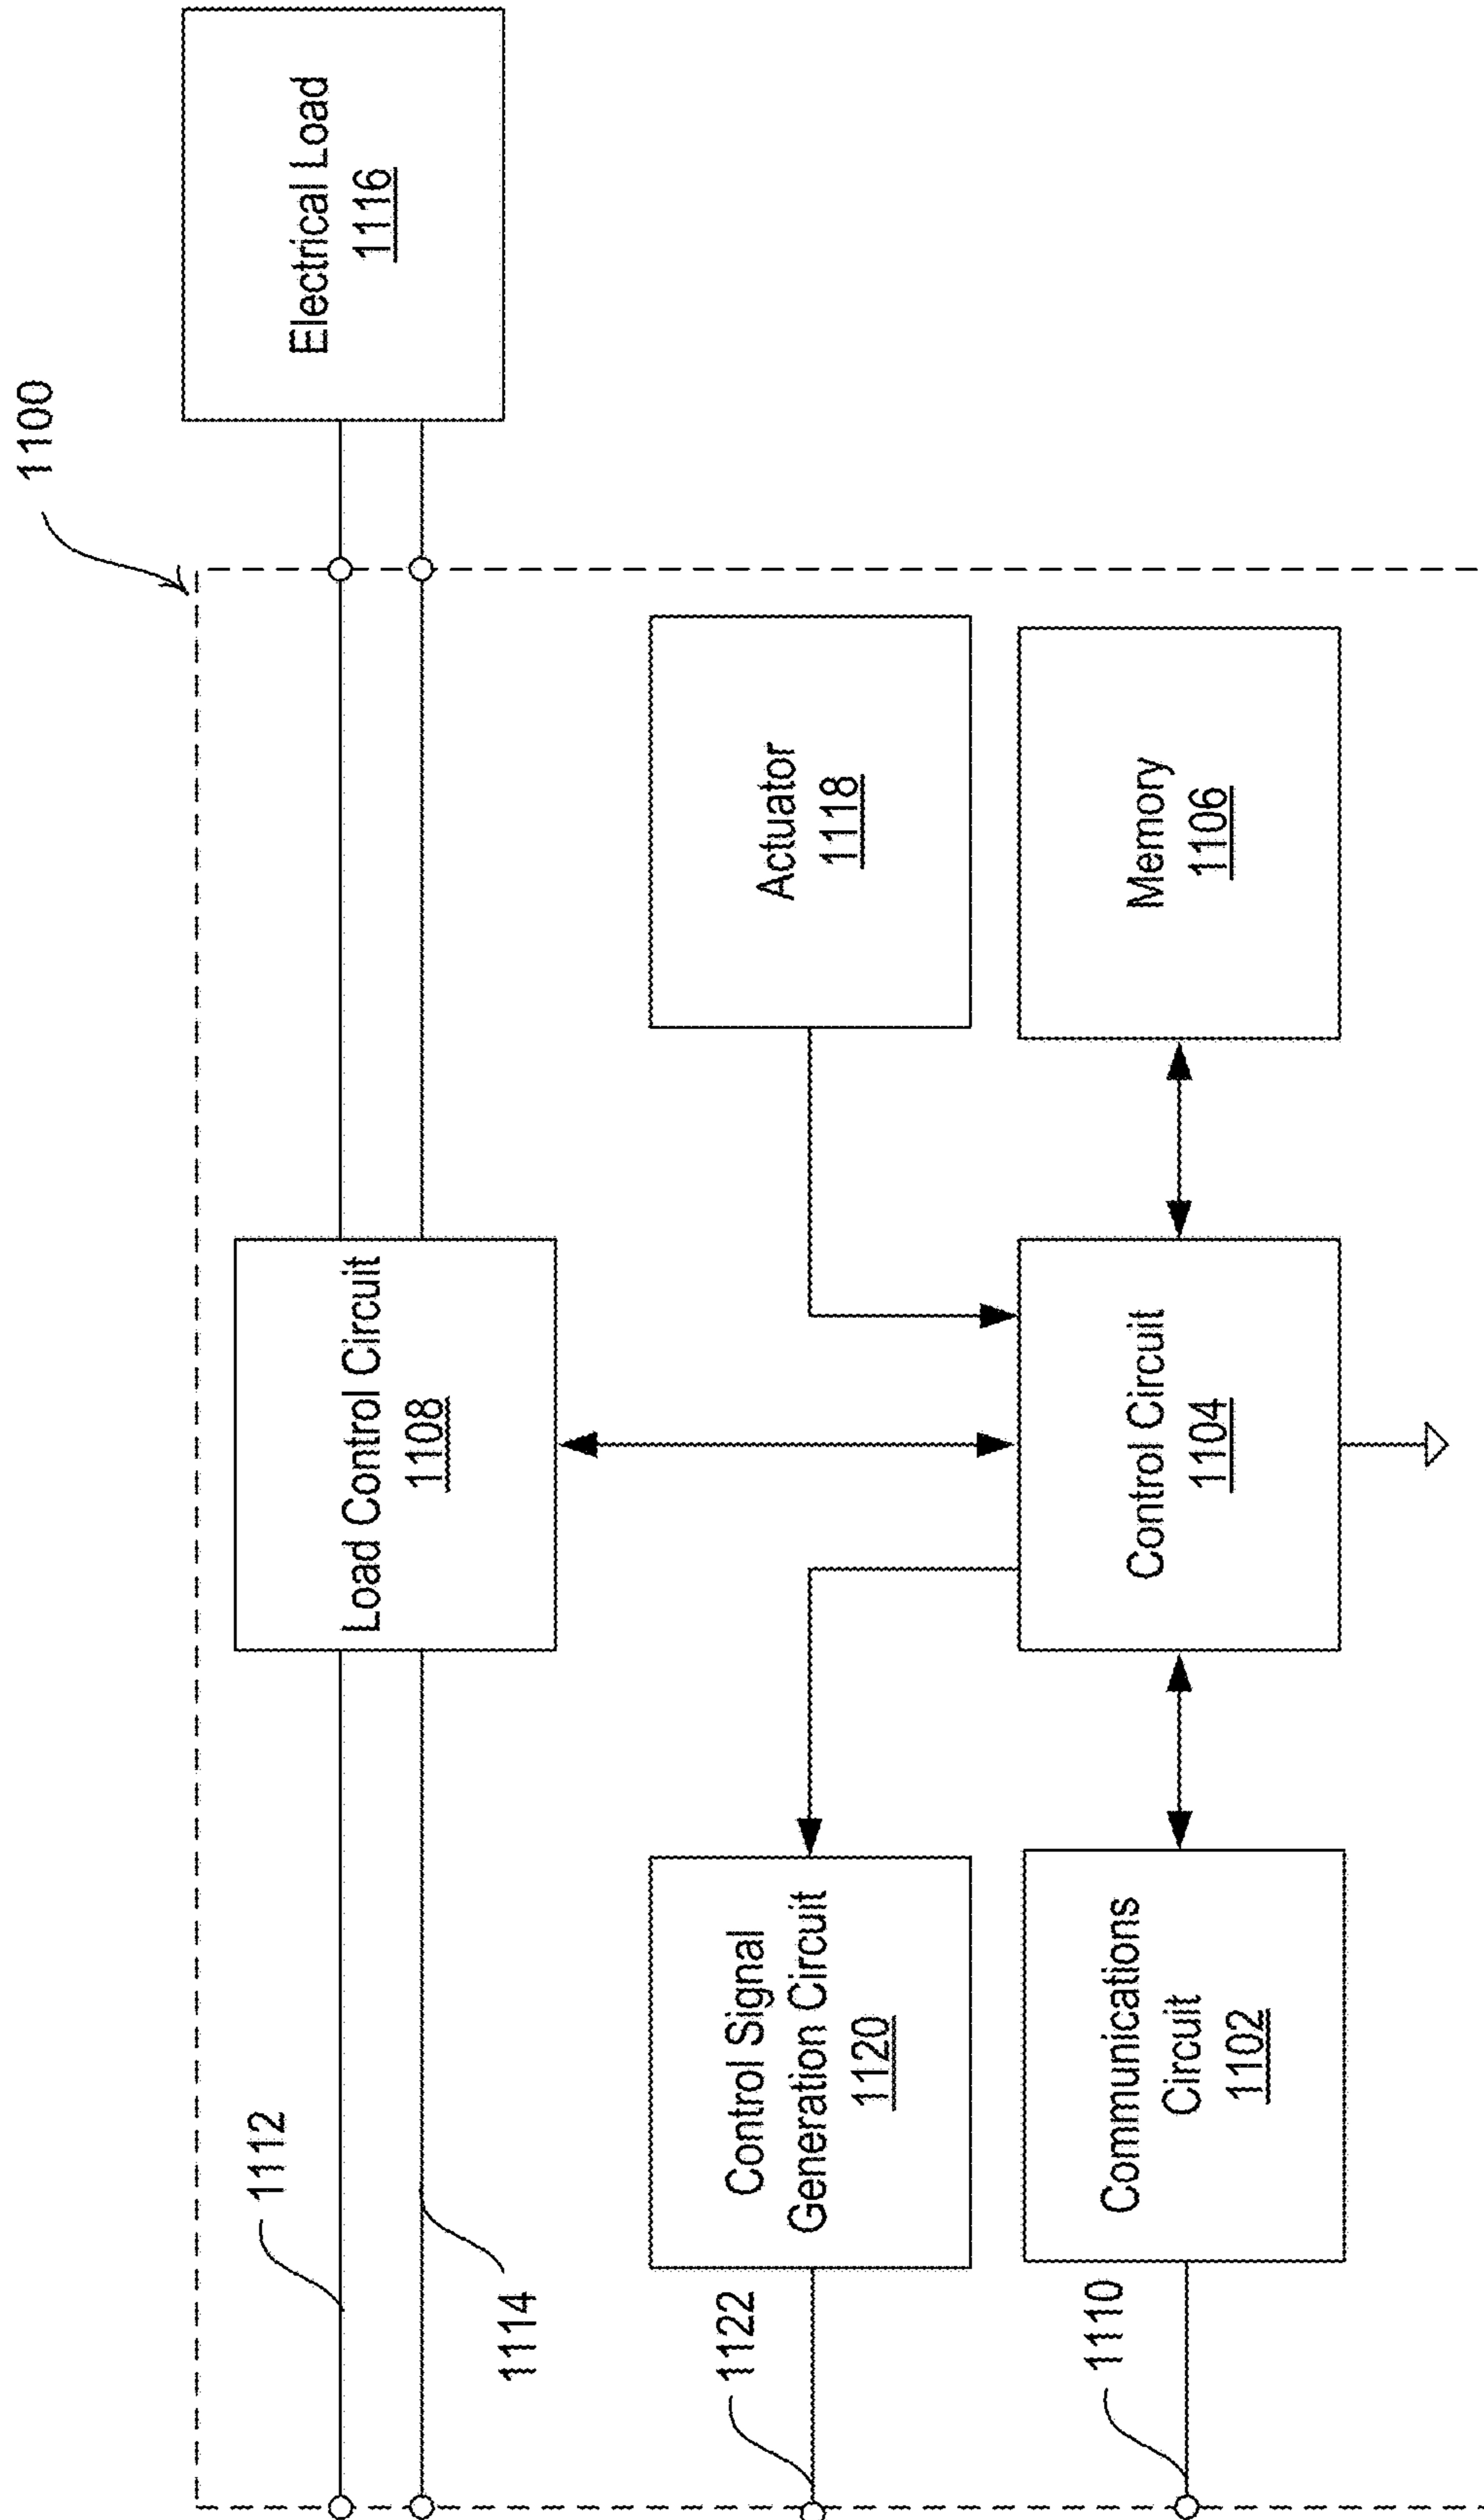 1100
1112
1114
Load Control Circuit
1108
Electrical Load
1116
Control Signal
Generation Circuit
1120
1122
Actuator
1118
Communications
Circuit
1102
1110
Control Circuit
1104
Memory
1106